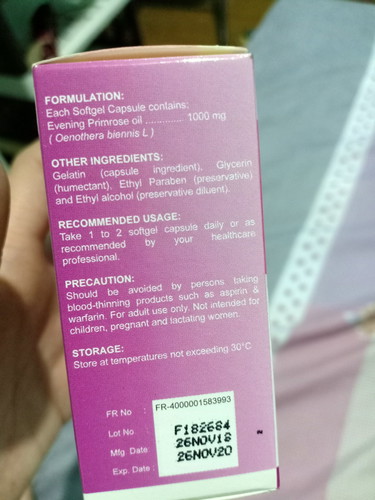 FORMULATION:
Each Softgel Capsule contains:
Evening Primrose oil ............. 1000 mg
( Oenothera biennis L )
OTHER INGREDIENTS:
Gelatin (capsule ingredient), Glycerin
(humectant), Ethyl Paraben (preservative)
and Ethyl alcohol (preservative diluent).
RECOMMENDED USAGE:
Take 1 to 2 softgel capsule daily or as
recommended by your healthcare
professional.
PRECAUTION:
Should be avoided by persons taking
blood-thinning products such as aspirin &
warfarin. For adult use only. Not intended for
children, pregnant and lactating women.
STORAGE:
Store at temperatures not exceeding 30°C
FR No : FR-4000001583993
Lot No : F182684
Mfg. Date : 26NOV18
Exp. Date : 26NOV20